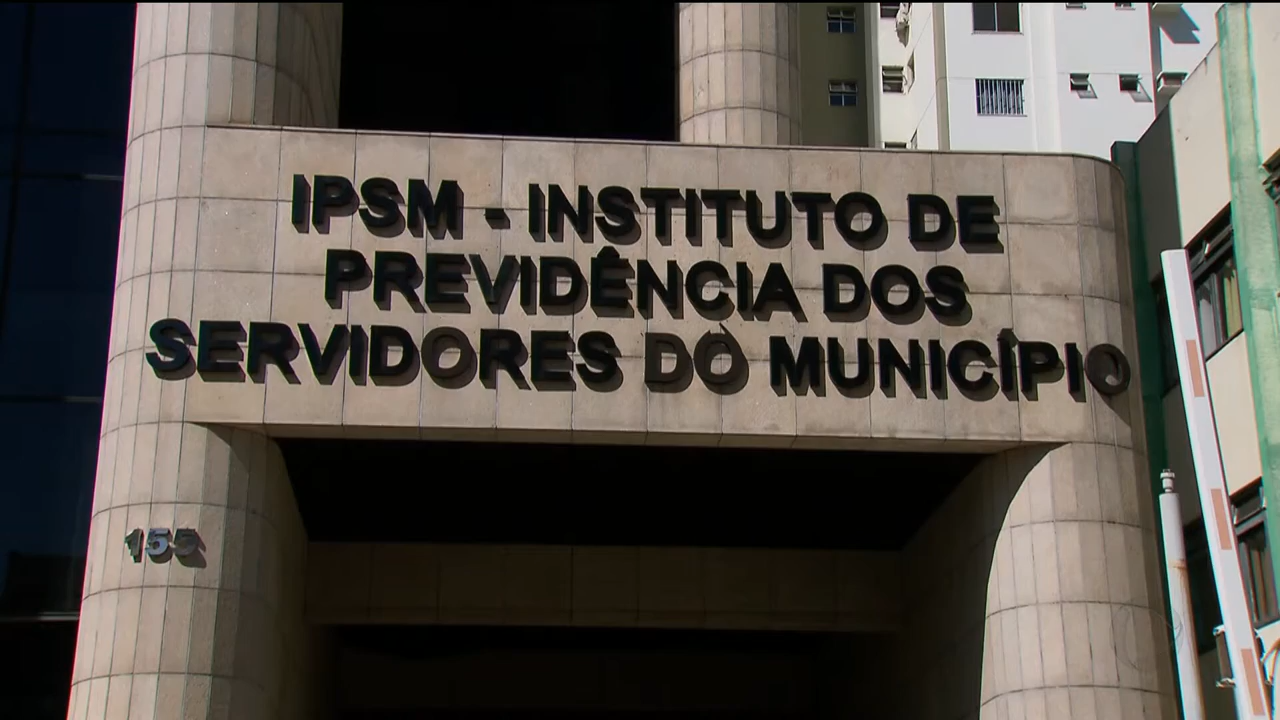 IPSM - INSTITUTO DE
PREVIDÊNCIA DOS
SERVIDORES DO MUNICÍPIO
155